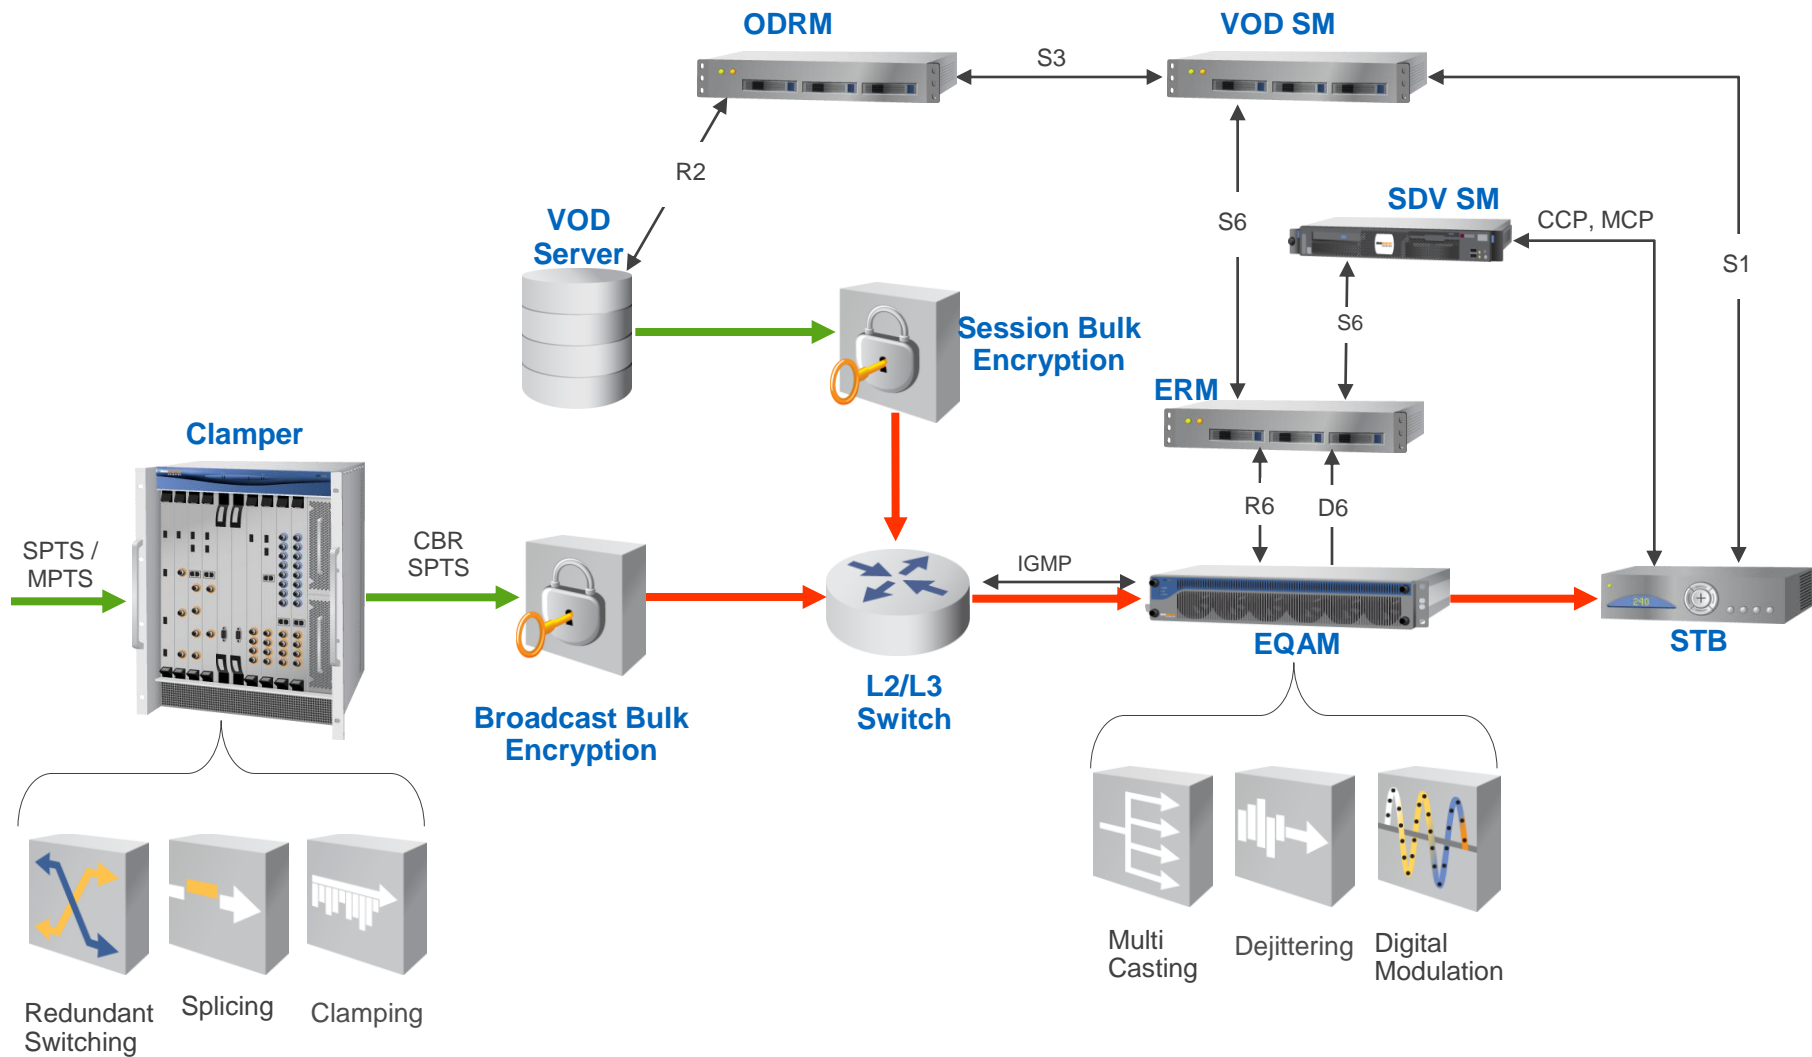 ODRM
VOD SM
S3
R2
SDV SM
VOD
Server
S6
CCP, MCP
S1
S6
Session Bulk
Encryption
ERM
Clamper
R6
D6
SPTS /
MPTS
CBR
SPTS
IGMP
240
EQAM
STB
L2/L3
Switch
Broadcast Bulk
Encryption
Multi
Casting
Dejittering
Digital
Modulation
Redundant
Switching
Splicing
Clamping